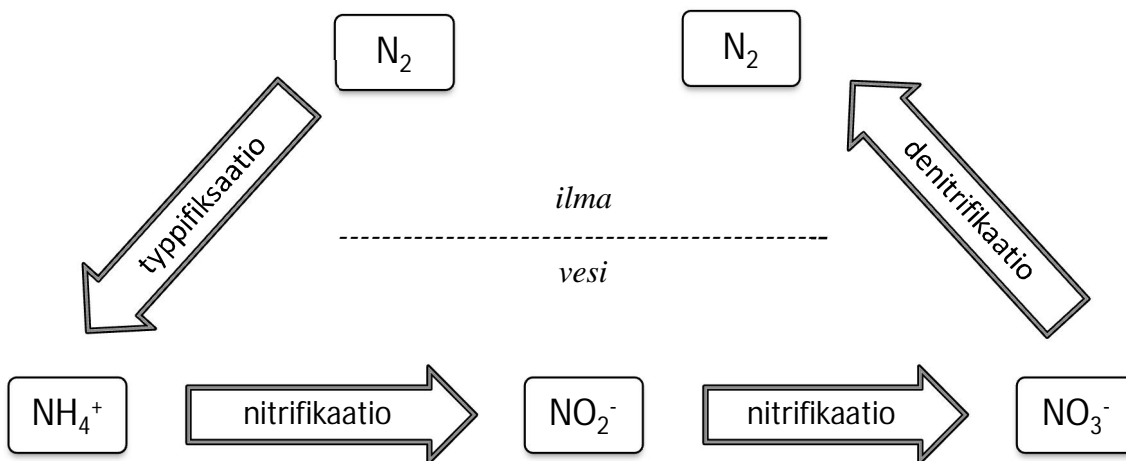 N₂
N₂
typpifiksaatio
denitrifikaatio
ilma
vesi
NH₄⁺
nitrifikaatio
NO₂⁻
nitrifikaatio
NO₃⁻